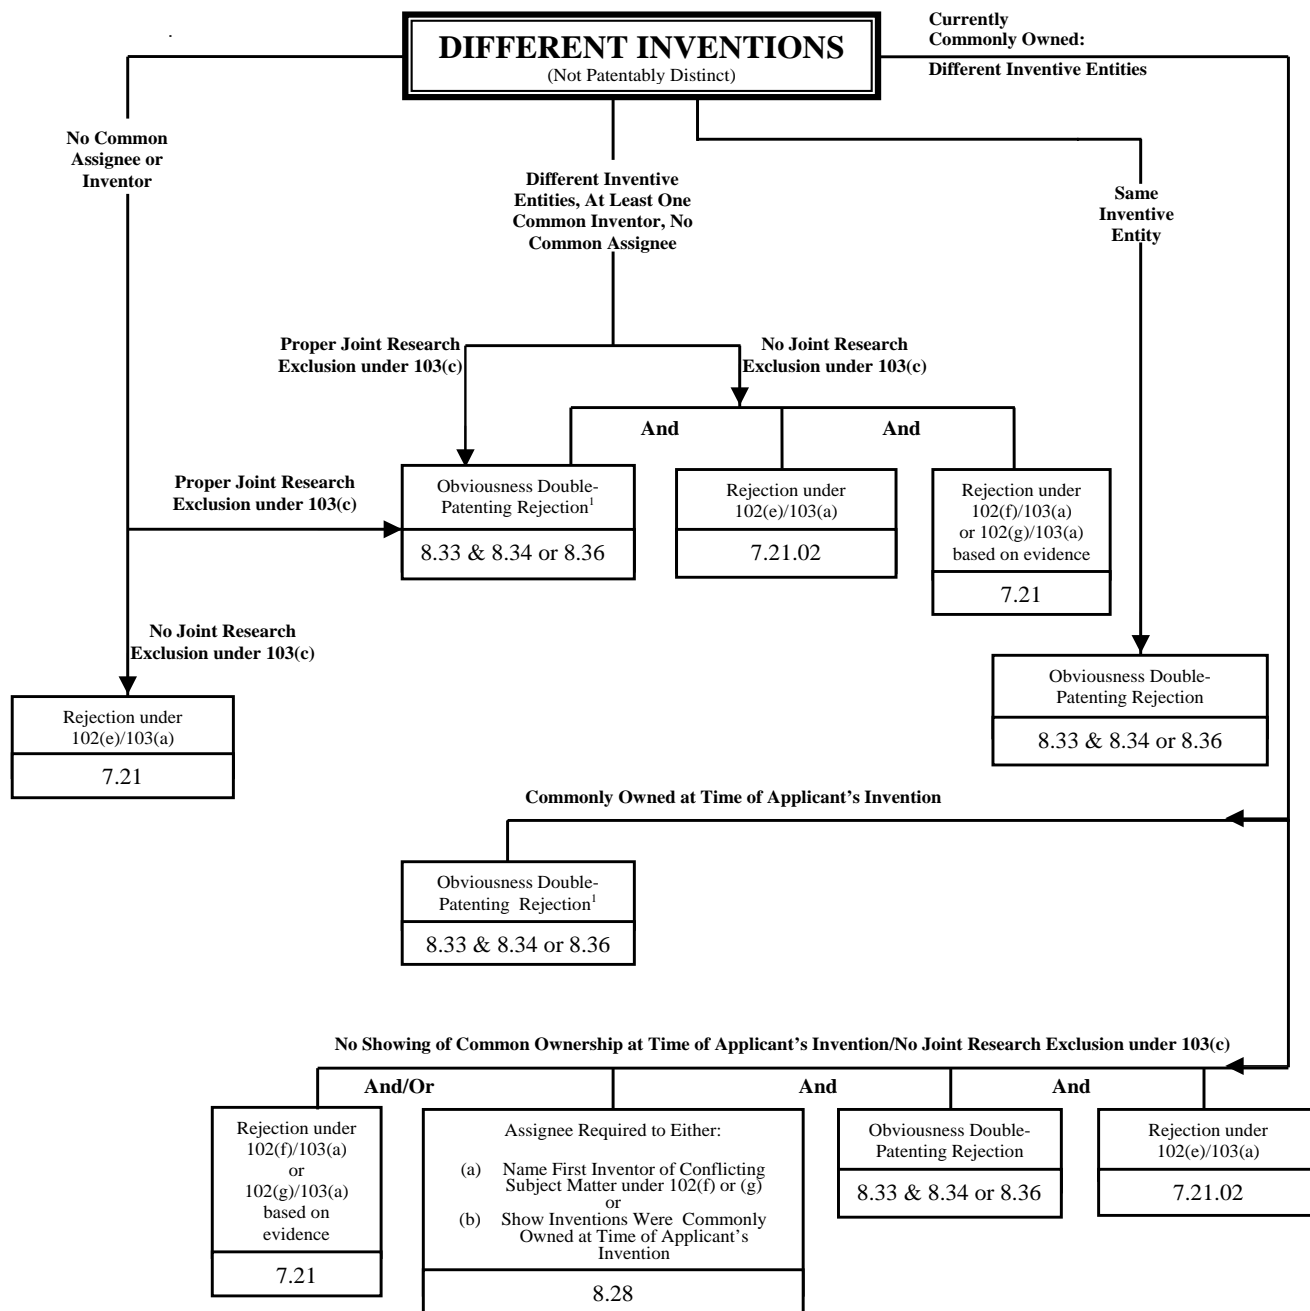 DIFFERENT INVENTIONS
(Not Patentably Distinct)
Currently
Commonly Owned:
Different Inventive Entities
No Common
Assignee or
Inventor
Different Inventive
Entities, At Least One
Common Inventor, No
Common Assignee
Same
Inventive
Entity
Proper Joint Research
Exclusion under 103(c)
No Joint Research
Exclusion under 103(c)
And
And
Proper Joint Research
Exclusion under 103(c)
Obviousness Double-
Patenting Rejection1
8.33 & 8.34 or 8.36
Rejection under
102(e)/103(a)
7.21.02
Rejection under
102(f)/103(a)
or 102(g)/103(a)
based on evidence
7.21
No Joint Research
Exclusion under 103(c)
Rejection under
102(e)/103(a)
7.21
Obviousness Double-
Patenting Rejection
8.33 & 8.34 or 8.36
Commonly Owned at Time of Applicant's Invention
Obviousness Double-
Patenting Rejection1
8.33 & 8.34 or 8.36
No Showing of Common Ownership at Time of Applicant's Invention/No Joint Research Exclusion under 103(c)
And/Or
And
And
Rejection under
102(f)/103(a)
or
102(g)/103(a)
based on
evidence
7.21
Assignee Required to Either:
(a) Name First Inventor of Conflicting
Subject Matter under 102(f) or (g)
or
(b) Show Inventions Were Commonly
Owned at Time of Applicant's
Invention
8.28
Obviousness Double-
Patenting Rejection
8.33 & 8.34 or 8.36
Rejection under
102(e)/103(a)
7.21.02